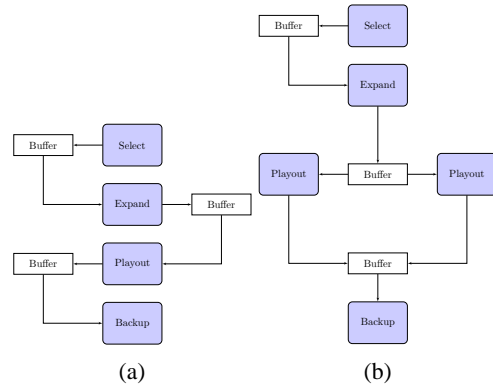 Buffer
Select
Expand
Buffer
Playout
Buffer
Backup
(a)
Buffer
Select
Expand
Playout
Buffer
Playout
Buffer
Backup
(b)